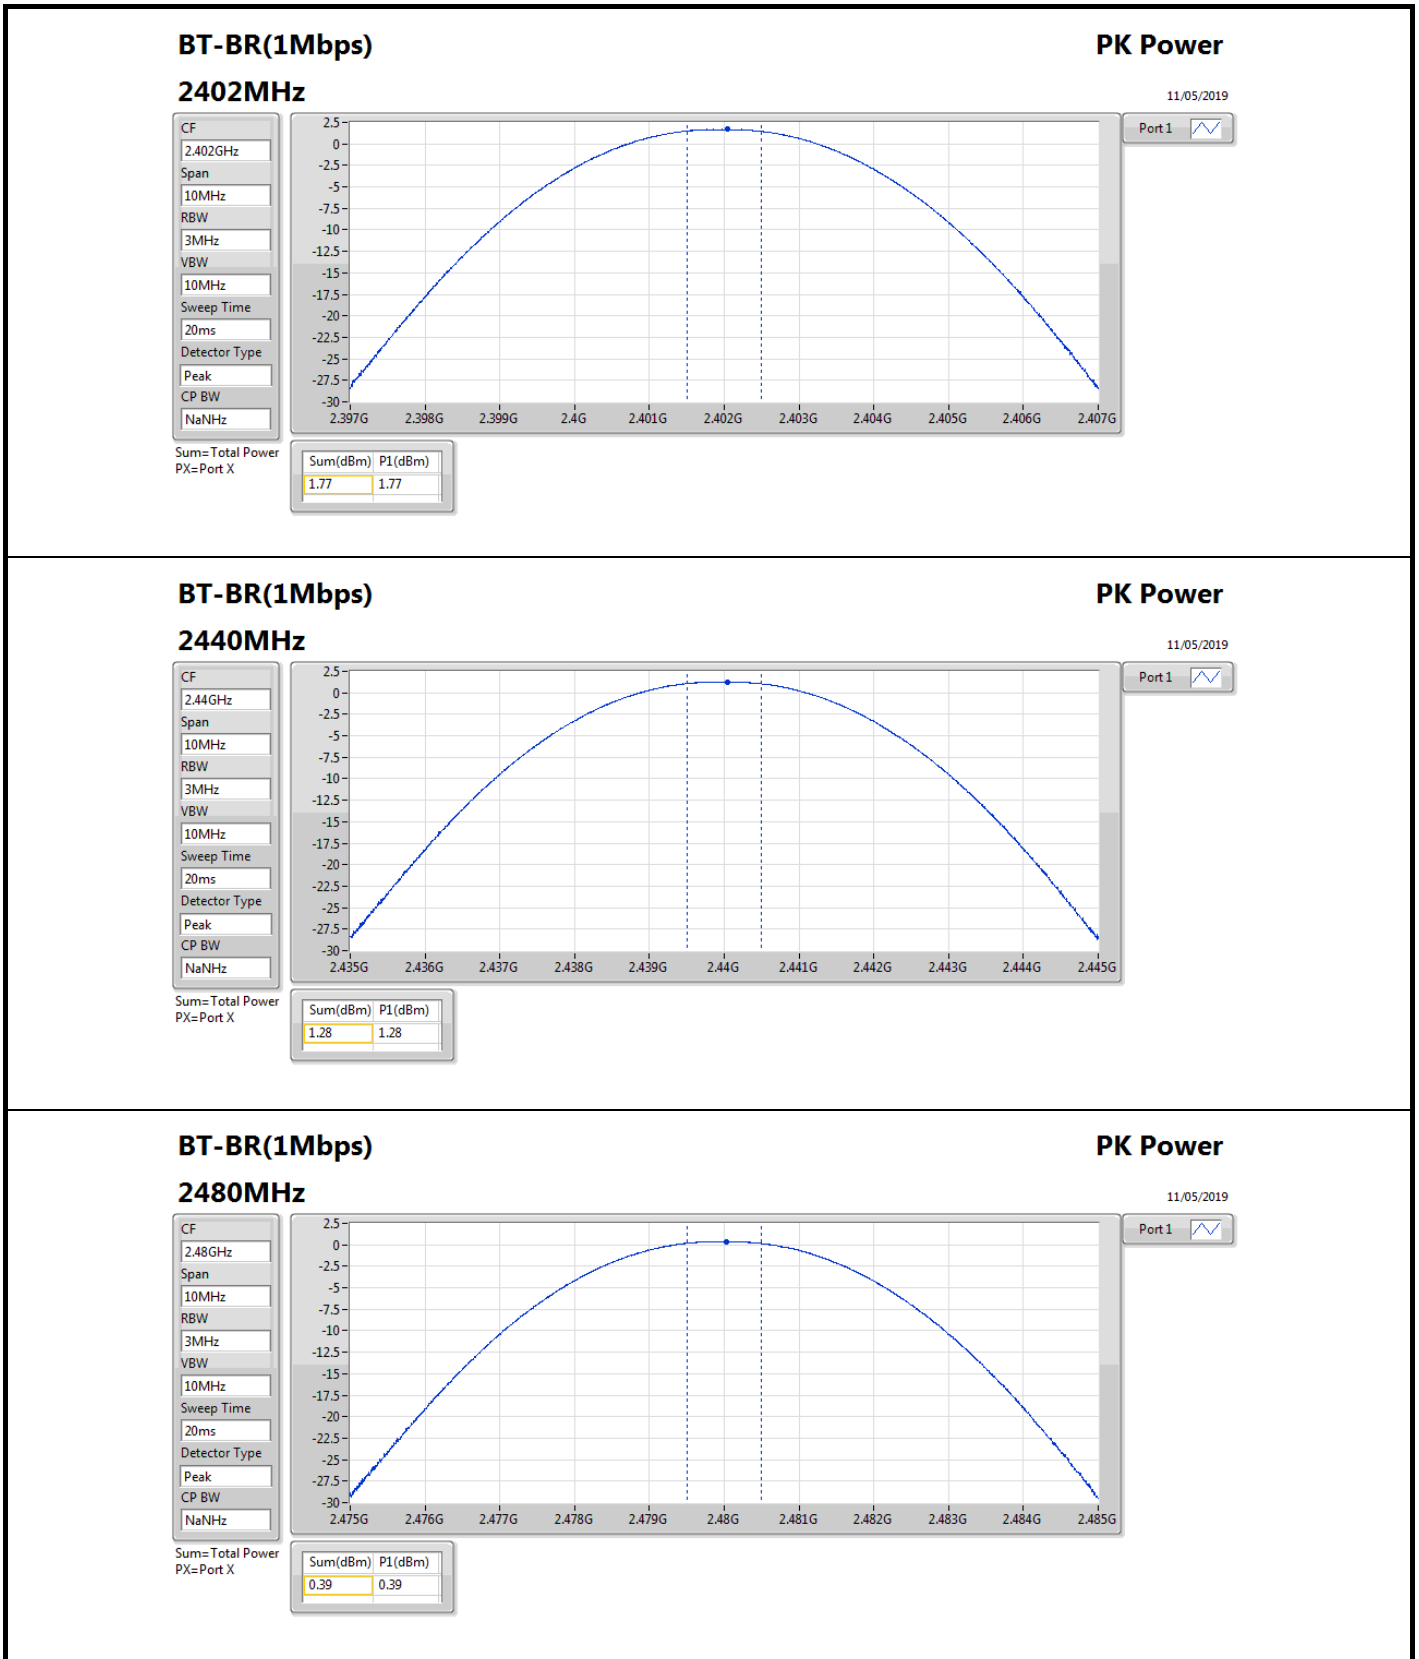 BT-BR(1Mbps) PK Power
2402MHz
11/05/2019
CF
2.402GHz
Span
10MHz
RBW
3MHz
VBW
10MHz
Sweep Time
20ms
Detector Type
Peak
CP BW
NaNHz
Sum=Total Power
PX=Port X
2.5
0
-2.5
-5
-7.5
-10
-12.5
-15
-17.5
-20
-22.5
-25
-27.5
-30
2.397G 2.398G 2.399G 2.4G 2.401G 2.402G 2.403G 2.404G 2.405G 2.406G 2.407G
Port 1
Sum(dBm) P1(dBm)
1.77 1.77
BT-BR(1Mbps) PK Power
2440MHz
11/05/2019
CF
2.44GHz
Span
10MHz
RBW
3MHz
VBW
10MHz
Sweep Time
20ms
Detector Type
Peak
CP BW
NaNHz
Sum=Total Power
PX=Port X
2.5
0
-2.5
-5
-7.5
-10
-12.5
-15
-17.5
-20
-22.5
-25
-27.5
-30
2.435G 2.436G 2.437G 2.438G 2.439G 2.44G 2.441G 2.442G 2.443G 2.444G 2.445G
Port 1
Sum(dBm) P1(dBm)
1.28 1.28
BT-BR(1Mbps) PK Power
2480MHz
11/05/2019
CF
2.48GHz
Span
10MHz
RBW
3MHz
VBW
10MHz
Sweep Time
20ms
Detector Type
Peak
CP BW
NaNHz
Sum=Total Power
PX=Port X
2.5
0
-2.5
-5
-7.5
-10
-12.5
-15
-17.5
-20
-22.5
-25
-27.5
-30
2.475G 2.476G 2.477G 2.478G 2.479G 2.48G 2.481G 2.482G 2.483G 2.484G 2.485G
Port 1
Sum(dBm) P1(dBm)
0.39 0.39